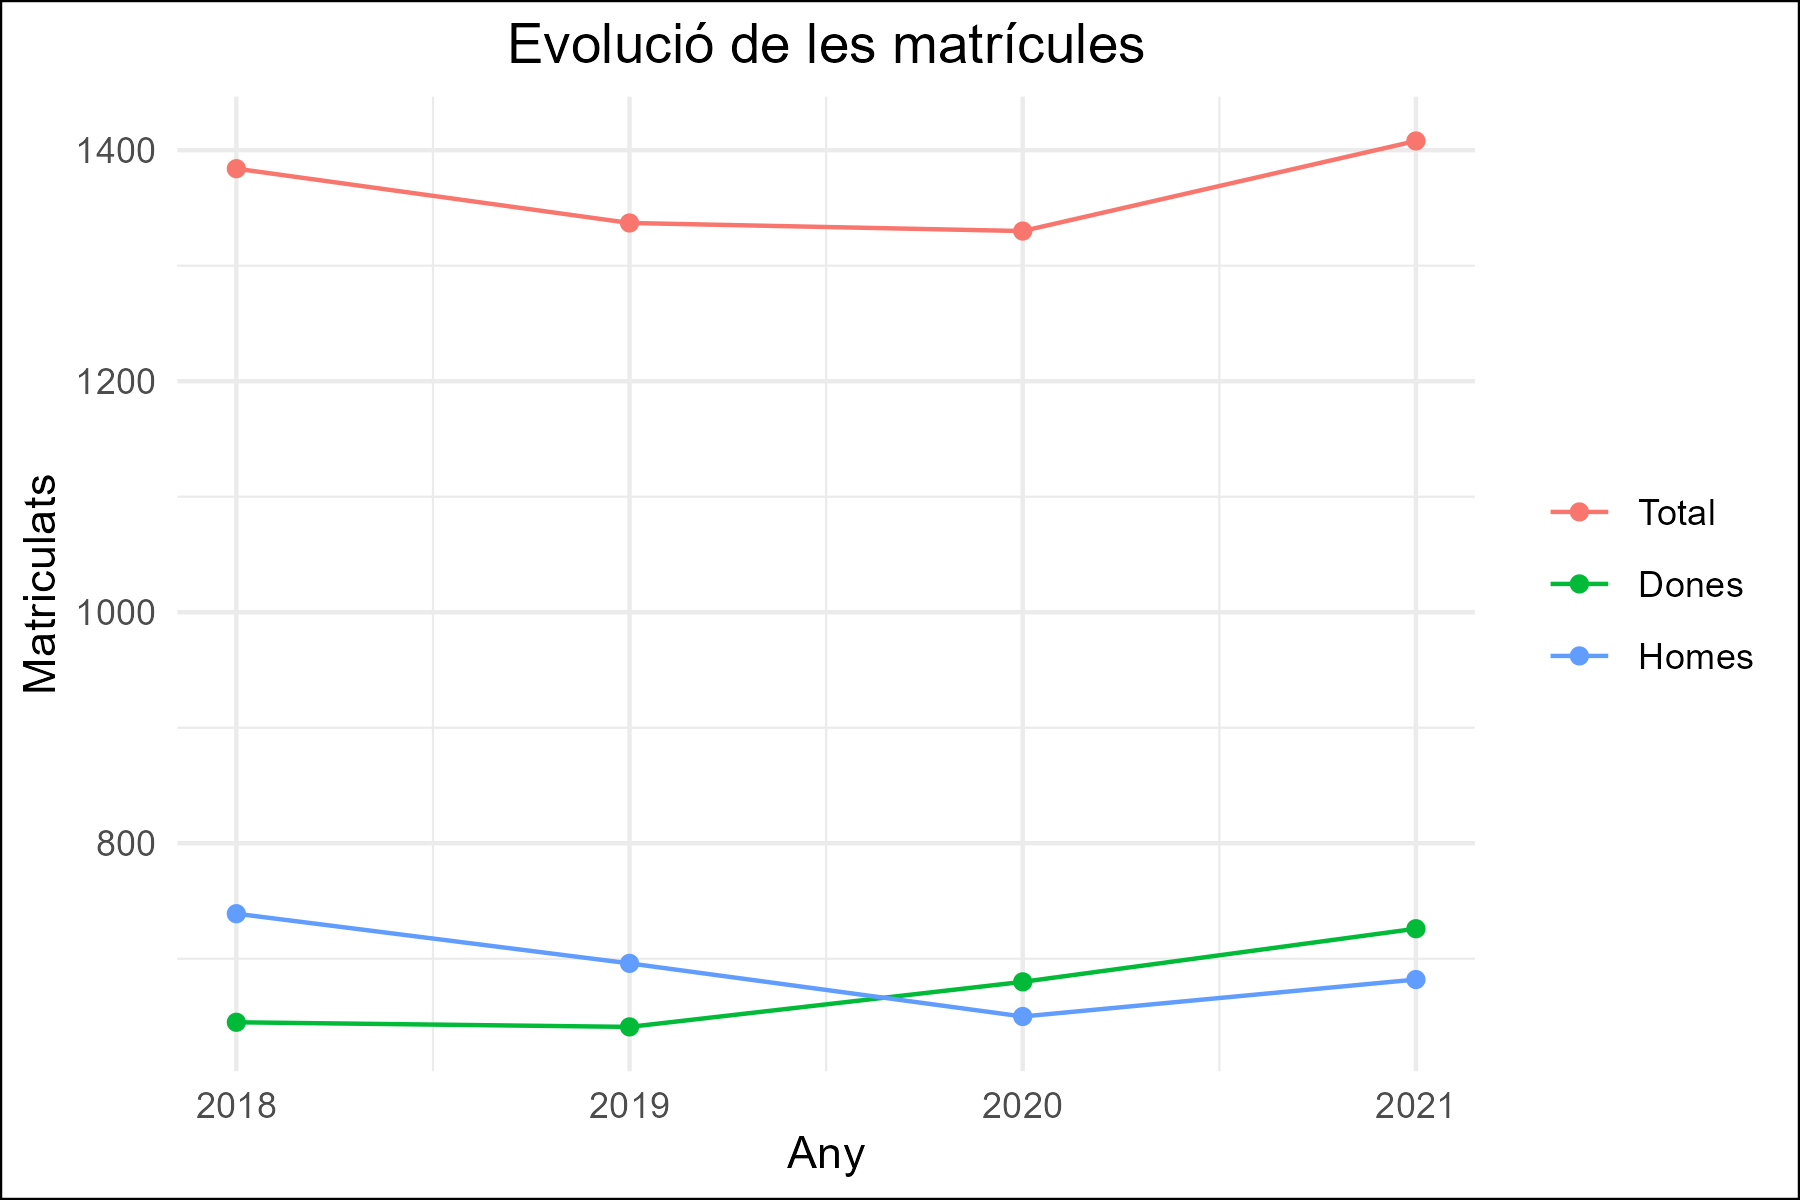 Evolució de les matrícules
1400
1200
1000
800
Matriculats
2018 2019 2020 2021
Any
Total
Dones
Homes